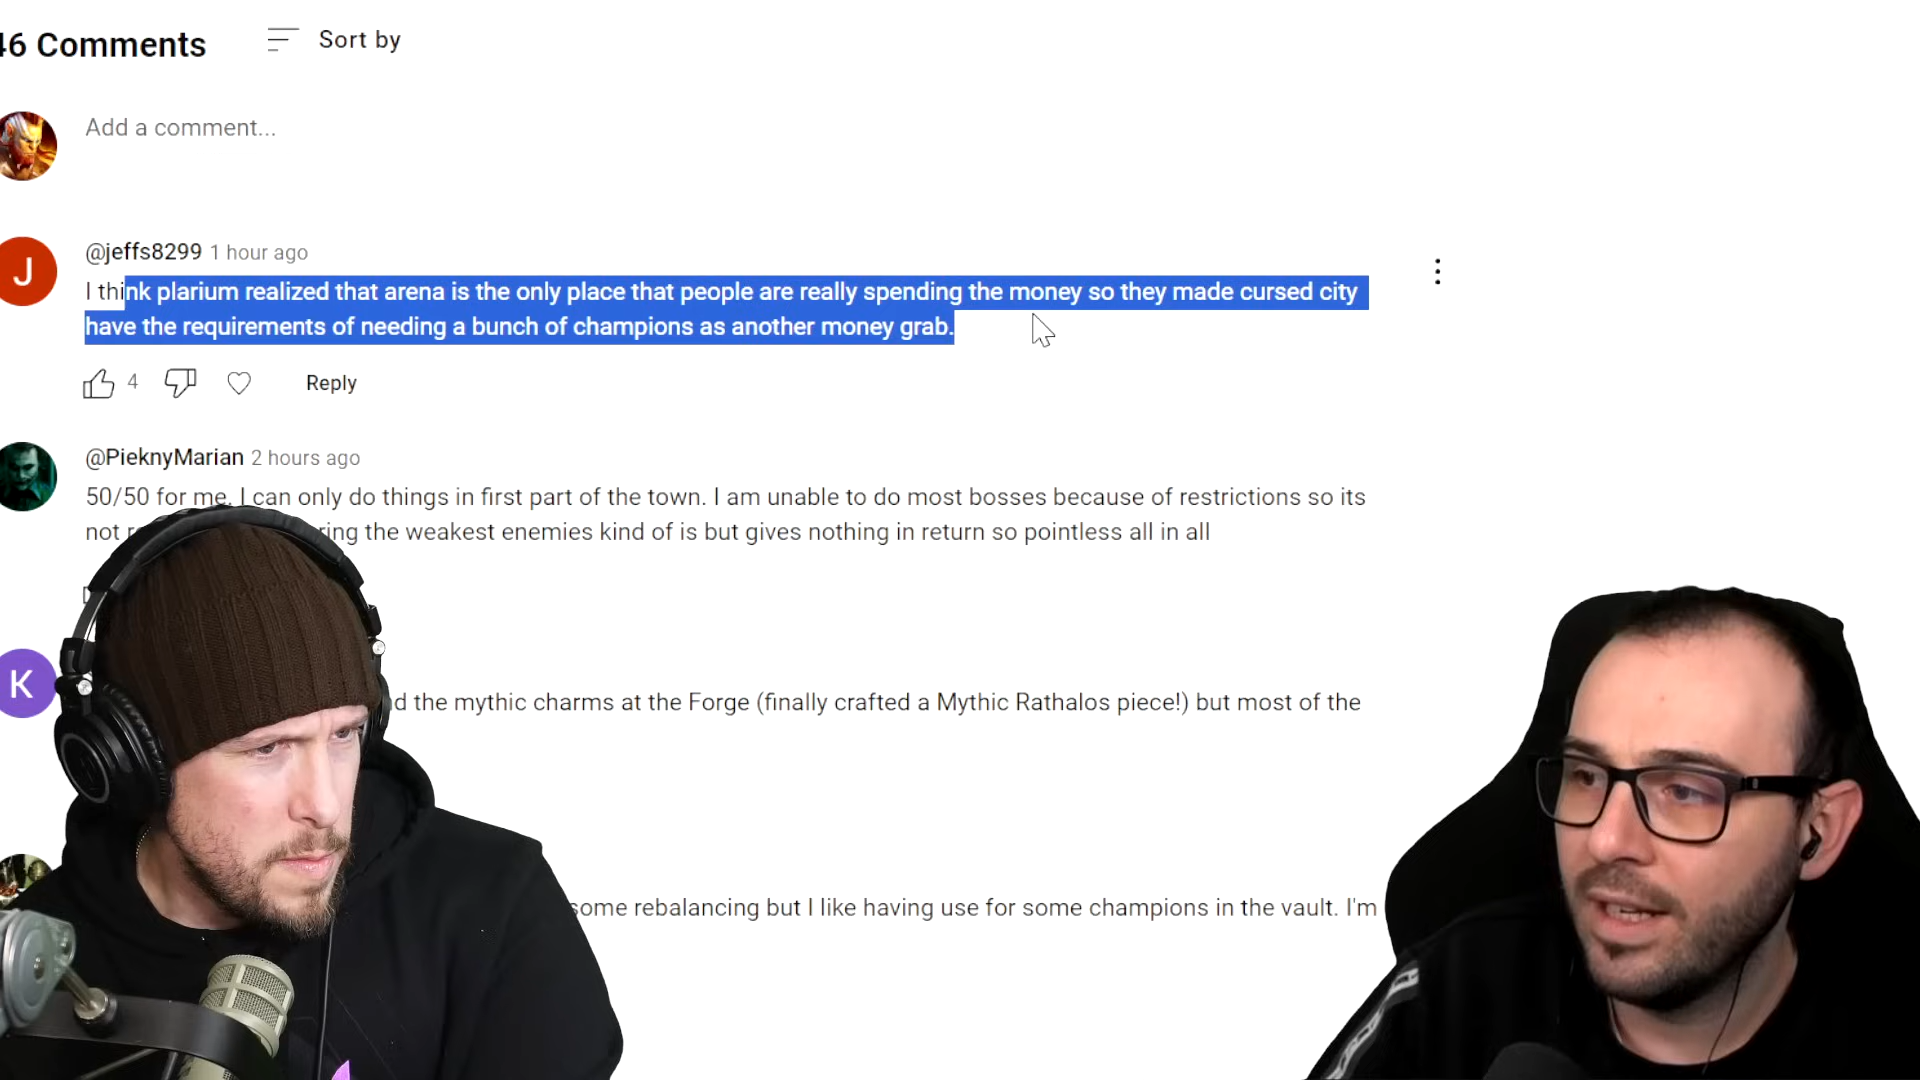 46 Comments
Sort by
Add a comment...
J
@jeffs8299 1 hour ago
I think plarium realized that arena is the only place that people are really spending the money so they made cursed city
have the requirements of needing a bunch of champions as another money grab.
4
Reply
@PieknyMarian 2 hours ago
50/50 for me. I can only do things in first part of the town. I am unable to do most bosses because of restrictions so its
not the weakest enemies kind of is but gives nothing in return so pointless all in all
K
the mythic charms at the Forge (finally crafted a Mythic Rathalos piece!) but most of the
some rebalancing but I like having use for some champions in the vault. I'm